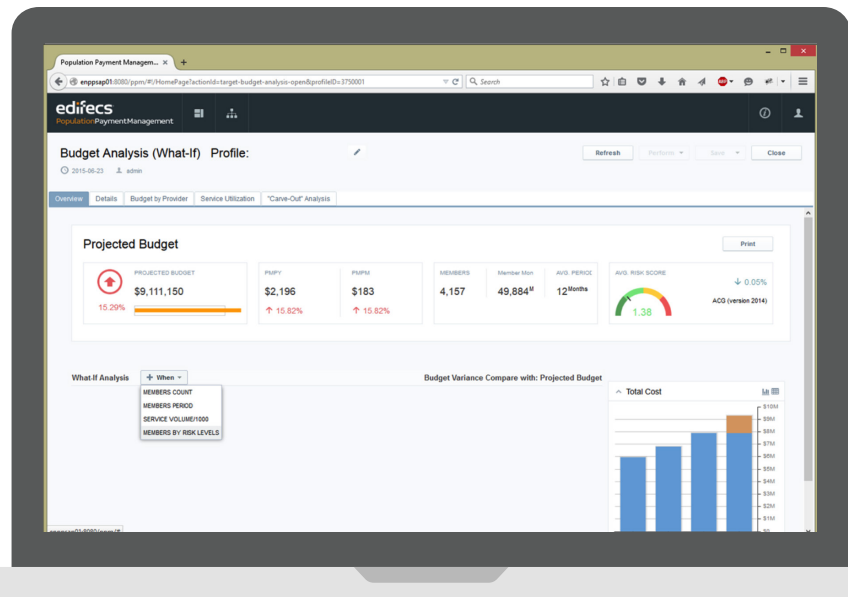 Population Payment Managem... × +
enppsap01:8080/ppm/#!/HomePage?actionId=target-budget-analysis-open&profileID=3750001
Search
ABP
edifecs
PopulationPaymentManagement
Budget Analysis (What-If) Profile:
Refresh Perform Save Close
2015-06-23 admin
Overview Details Budget by Provider Service Utilization "Carve-Out" Analysis
Projected Budget
Print
PROJECTED BUDGET
$9,111,150
15.29%
PMPY
$2,196
15.82%
PMPM
$183
15.82%
MEMBERS
4,157
Member Mon
49,884 M
AVG. PERIOD
12 Months
AVG. RISK SCORE
1.38
0.05%
ACG (version 2014)
What-If Analysis + When
Budget Variance Compare with: Projected Budget
MEMBERS COUNT
MEMBERS PERIOD
SERVICE VOLUME/1000
MEMBERS BY RISK LEVELS
Total Cost
$10M
$9M
$8M
$7M
$6M
$5M
$4M
$3M
$2M
$1M
$0